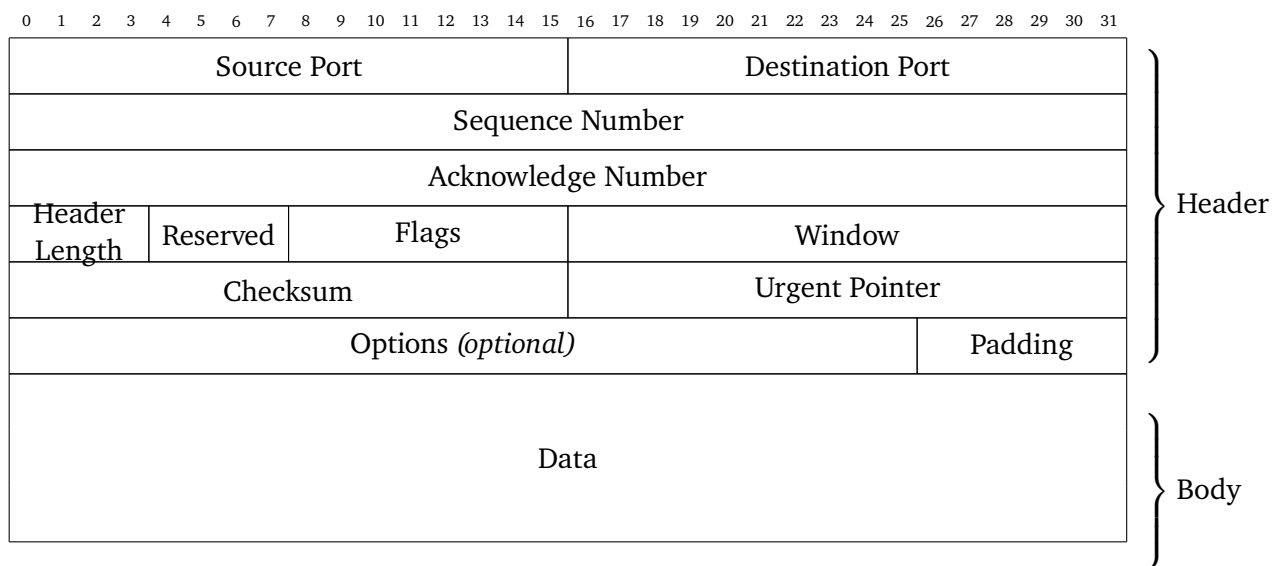 0 1 2 3 4 5 6 7 8 9 10 11 12 13 14 15 16 17 18 19 20 21 22 23 24 25 26 27 28 29 30 31
Source Port Destination Port
Sequence Number
Acknowledge Number
Header
Header
Length Reserved Flags Window
Checksum Urgent Pointer
Options (optional) Padding
Data
Body